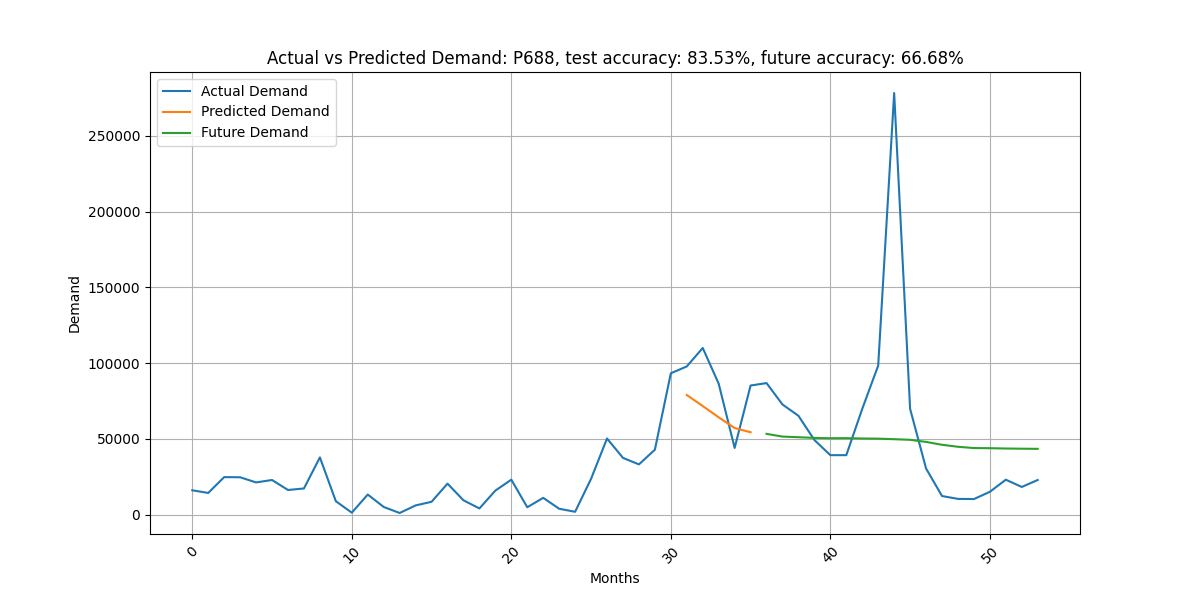 Actual vs Predicted Demand: P688, test accuracy: 83.53%, future accuracy: 66.68%
Actual Demand
Predicted Demand
Future Demand
250000
200000
150000
100000
50000
0
Demand
0 10 20 30 40 50
Months